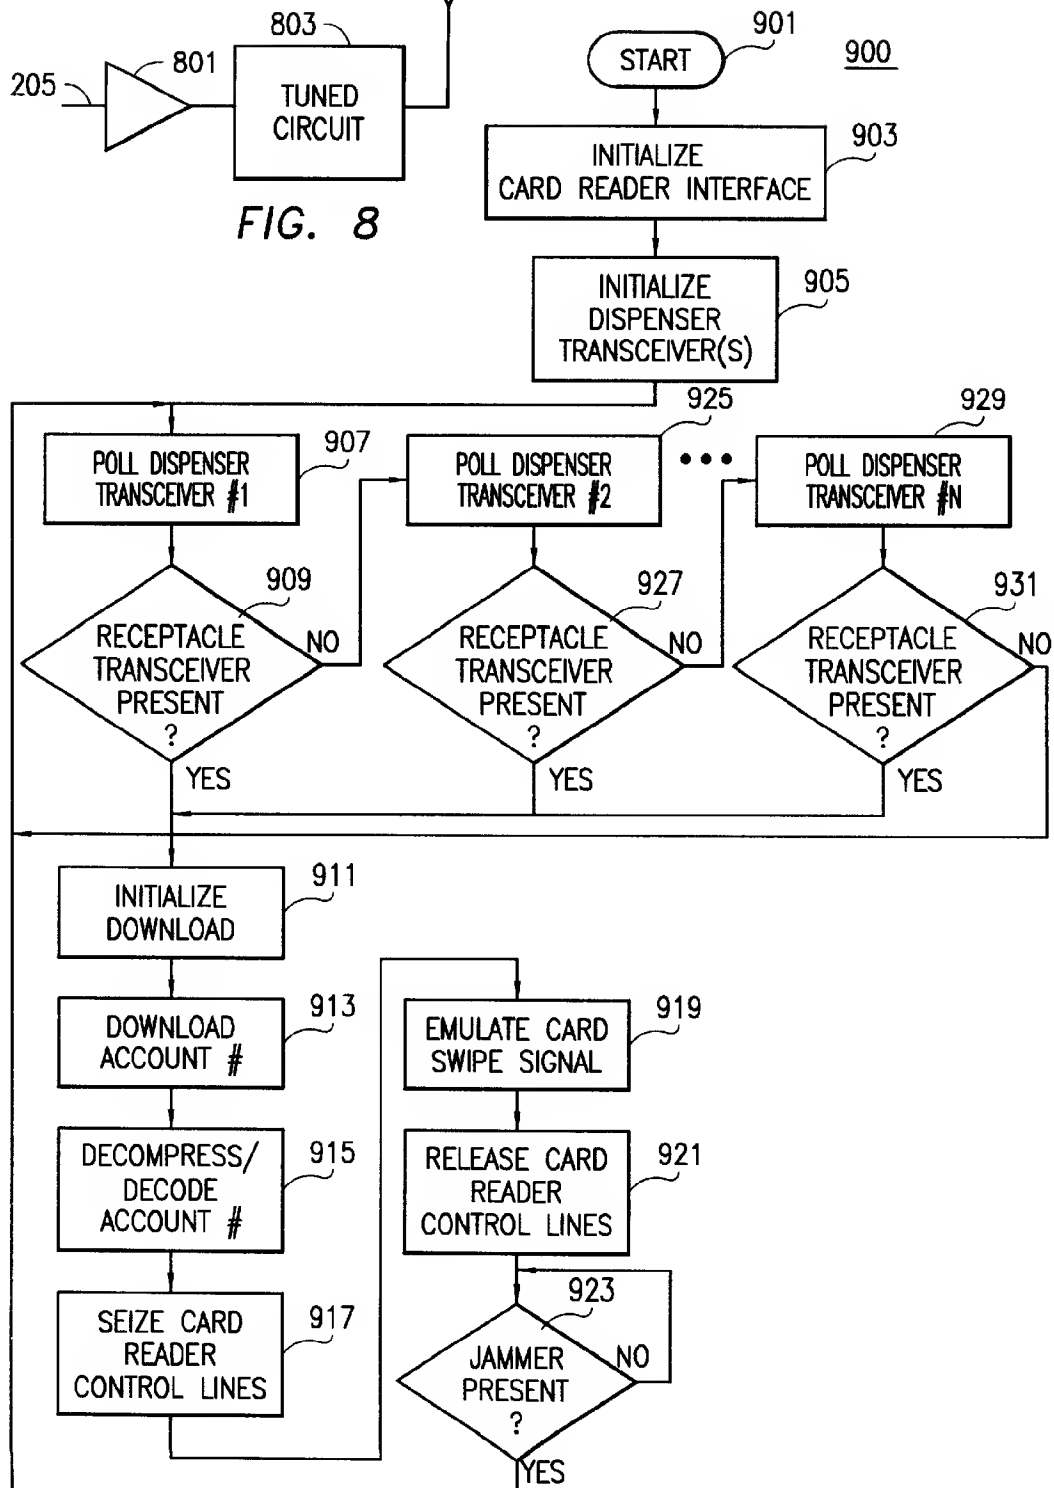 803
801
205
TUNED
CIRCUIT
FIG. 8
START
901
900
INITIALIZE
CARD READER INTERFACE
903
INITIALIZE
DISPENSER
TRANSCEIVER(S)
905
POLL DISPENSER
TRANSCEIVER #1
907
POLL DISPENSER
TRANSCEIVER #2
925
•••
POLL DISPENSER
TRANSCEIVER #N
929
RECEPTACLE
TRANSCEIVER
PRESENT
?
909
NO
YES
RECEPTACLE
TRANSCEIVER
PRESENT
?
927
NO
YES
RECEPTACLE
TRANSCEIVER
PRESENT
?
931
NO
YES
INITIALIZE
DOWNLOAD
911
DOWNLOAD
ACCOUNT #
913
DECOMPRESS/
DECODE
ACCOUNT #
915
SEIZE CARD
READER
CONTROL LINES
917
EMULATE CARD
SWIPE SIGNAL
919
RELEASE CARD
READER
CONTROL LINES
921
JAMMER
PRESENT
?
923
NO
YES